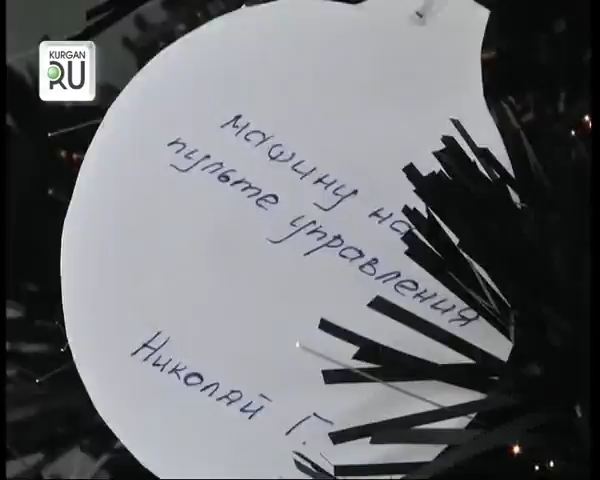 KURGAN
RU
машину на
пульте управления
Николай Г.